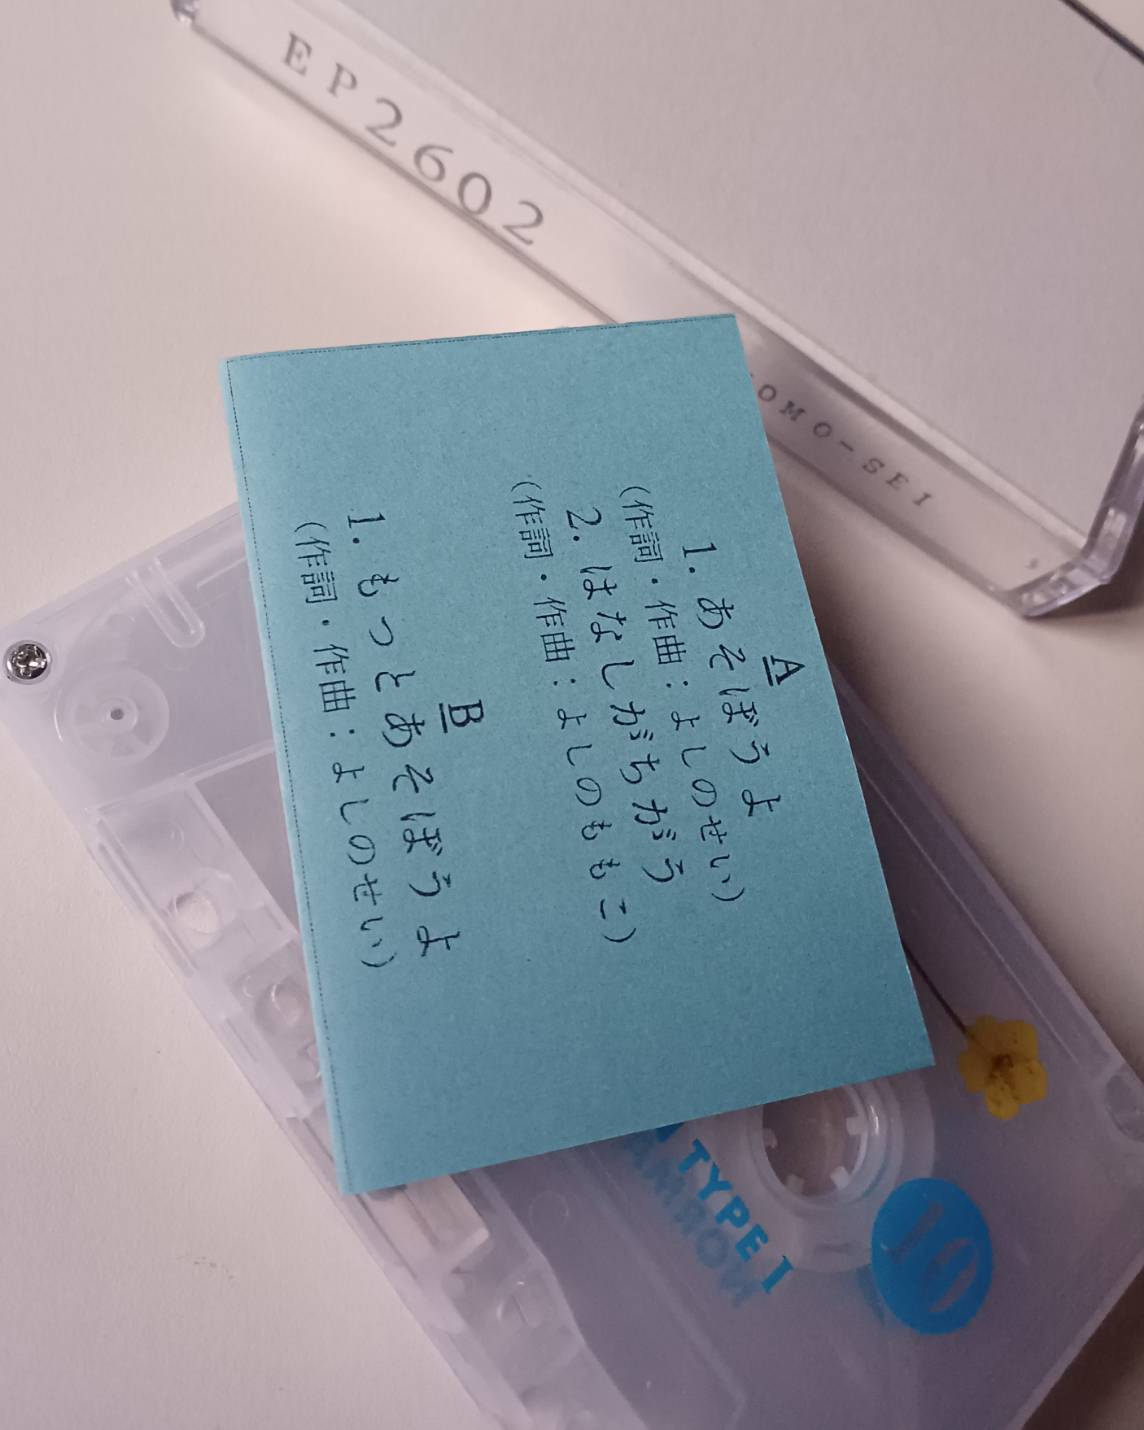 EP2602
OMO-SEI
A
1. あそぼうよ
(作詞・作曲：よしのせい)
2. はなしがちがう
(作詞・作曲：よしのももこ)
B
1. もっとあそぼうよ
(作詞・作曲：よしのせい)
TYPE I
10